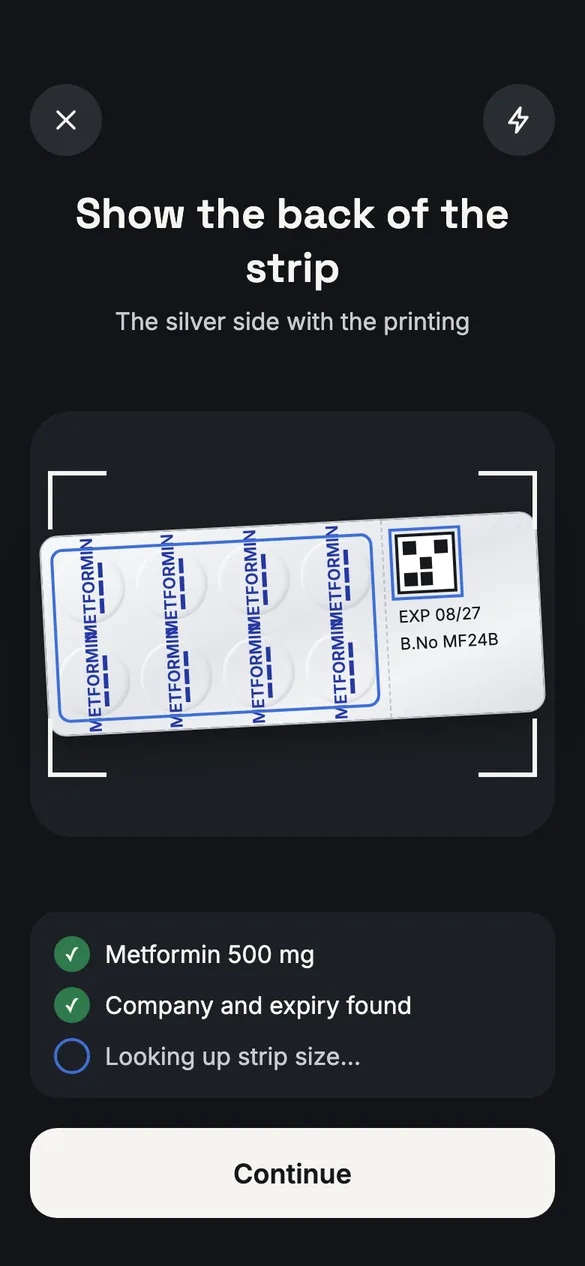 Show the back of the
strip
The silver side with the printing
METFORMIN METFORMIN METFORMIN METFORMIN
METFORMIN METFORMIN METFORMIN METFORMIN
EXP 08/27
B.No MF24B
✓ Metformin 500 mg
✓ Company and expiry found
Looking up strip size...
Continue